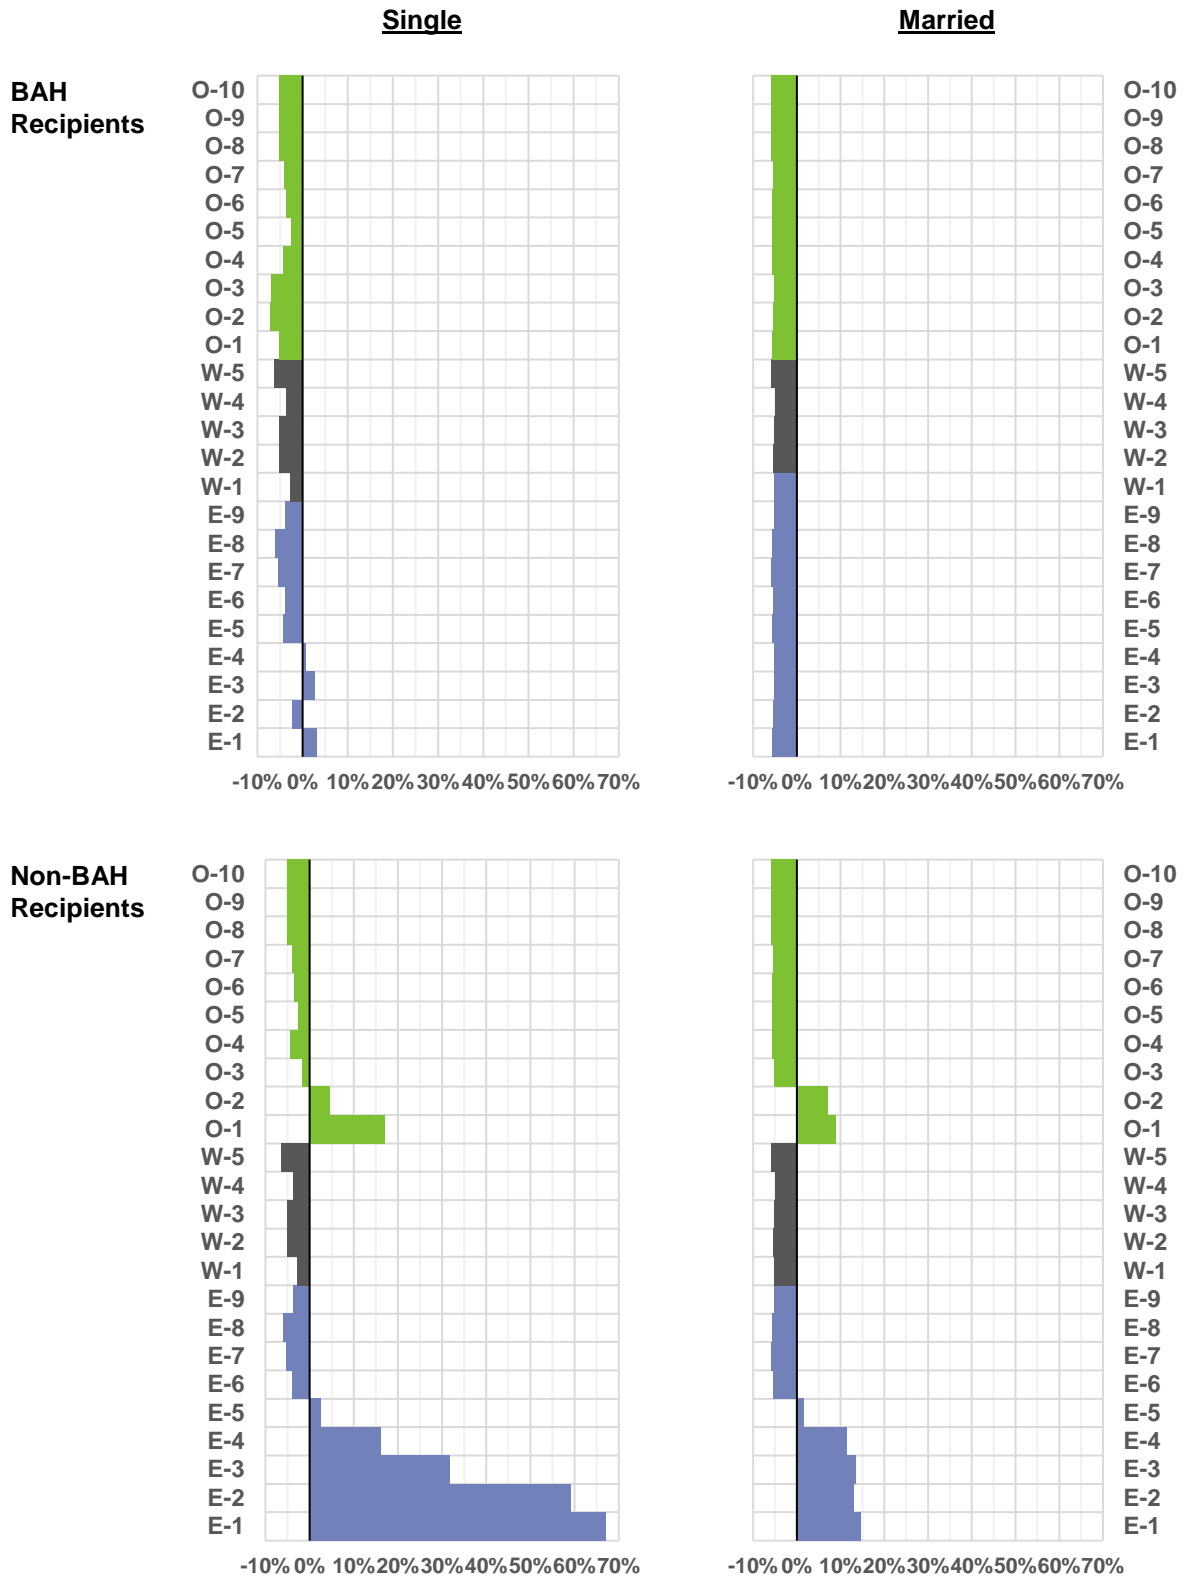 Single Married
BAH
Recipients
O-10 O-10
O-9 O-9
O-8 O-8
O-7 O-7
O-6 O-6
O-5 O-5
O-4 O-4
O-3 O-3
O-2 O-2
O-1 O-1
W-5 W-5
W-4 W-4
W-3 W-3
W-2 W-2
W-1 W-1
E-9 E-9
E-8 E-8
E-7 E-7
E-6 E-6
E-5 E-5
E-4 E-4
E-3 E-3
E-2 E-2
E-1 E-1
-10% 0% 10% 20% 30% 40% 50% 60% 70% -10% 0% 10% 20% 30% 40% 50% 60% 70%
Non-BAH
Recipients
O-10 O-10
O-9 O-9
O-8 O-8
O-7 O-7
O-6 O-6
O-5 O-5
O-4 O-4
O-3 O-3
O-2 O-2
O-1 O-1
W-5 W-5
W-4 W-4
W-3 W-3
W-2 W-2
W-1 W-1
E-9 E-9
E-8 E-8
E-7 E-7
E-6 E-6
E-5 E-5
E-4 E-4
E-3 E-3
E-2 E-2
E-1 E-1
-10% 0% 10% 20% 30% 40% 50% 60% 70% -10% 0% 10% 20% 30% 40% 50% 60% 70%